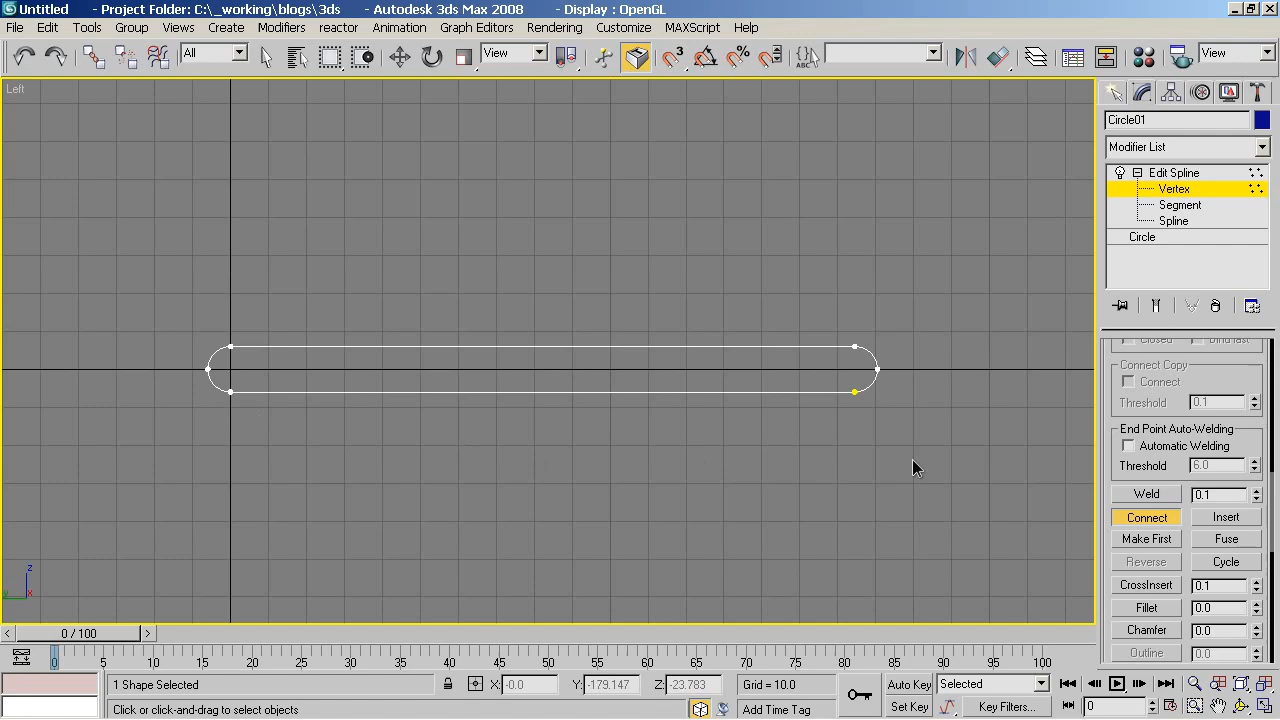 Untitled - Project Folder: C:\_working\blogs\3ds - Autodesk 3ds Max 2008 - Display : OpenGL
File Edit Tools Group Views Create Modifiers reactor Animation Graph Editors Rendering Customize MAXScript Help
All View 3 % ABC View
Left
Circle01
Modifier List
Edit Spline
Vertex
Segment
Spline
Circle
Closed Bind last
Connect Copy
Connect
Threshold 0.1
End Point Auto-Welding
Automatic Welding
Threshold 6.0
Weld 0.1
Connect Insert
Make First Fuse
Reverse Cycle
CrossInsert 0.1
Fillet 0.0
Chamfer 0.0
Outline 0.0
z
y x
< 0 / 100 >
0 5 10 15 20 25 30 35 40 45 50 55 60 65 70 75 80 85 90 95 100
1 Shape Selected X: -0.0 Y: -179.147 Z: -23.783 Grid = 10.0 Auto Key Selected
Click or click-and-drag to select objects Add Time Tag Set Key Key Filters... 0